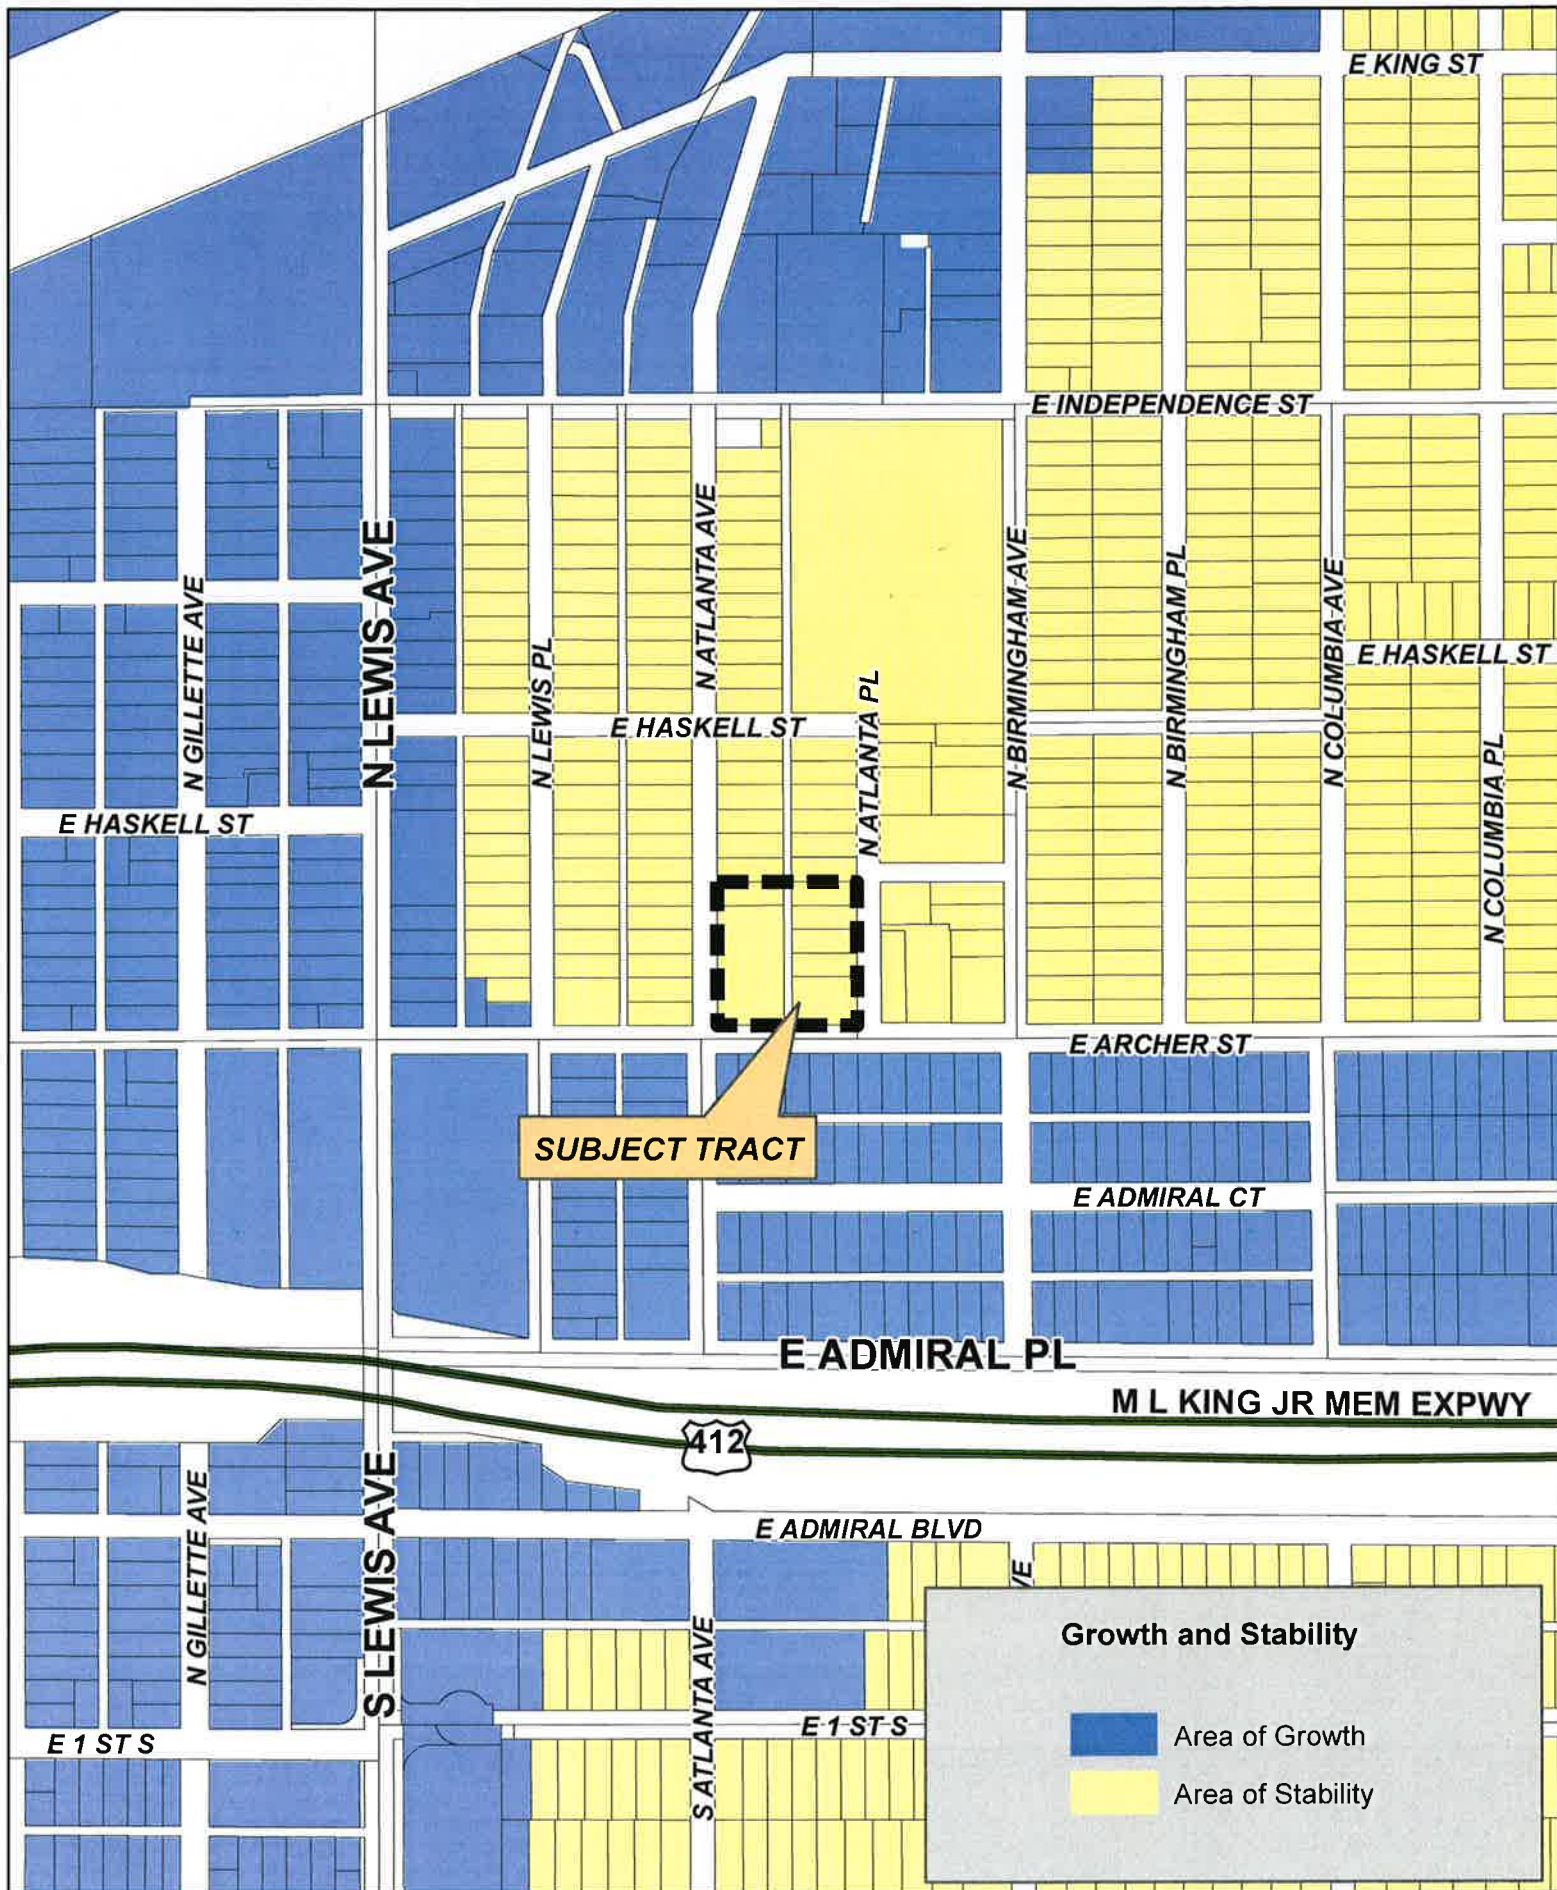 E KING ST
E INDEPENDENCE ST
N GILLETTE AVE
N LEWIS AVE
N LEWIS PL
N ATLANTA AVE
N ATLANTA PL
N BIRMINGHAM AVE
N BIRMINGHAM PL
N COLUMBIA AVE
E HASKELL ST
N COLUMBIA PL
E HASKELL ST
E HASKELL ST
E ARCHER ST
SUBJECT TRACT
E ADMIRAL CT
E ADMIRAL PL
M L KING JR MEM EXPWY
412
N GILLETTE AVE
S LEWIS AVE
E ADMIRAL BLVD
VE
S ATLANTA AVE
E 1 ST S
E 1 ST S
Growth and Stability
Area of Growth
Area of Stability